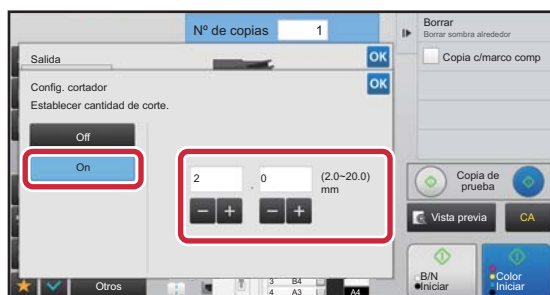 Nº de copias 1
Borrar
Borrar sombra alrededor
Salida
OK
Copia c/marco comp
Config. cortador
OK
Establecer cantidad de corte.
Off
On
2 . 0 (2.0~20.0)
mm
Copia de
prueba
Vista previa
CA
B/N
Iniciar
Color
Iniciar
Otros
3 B4
4 A3
A4